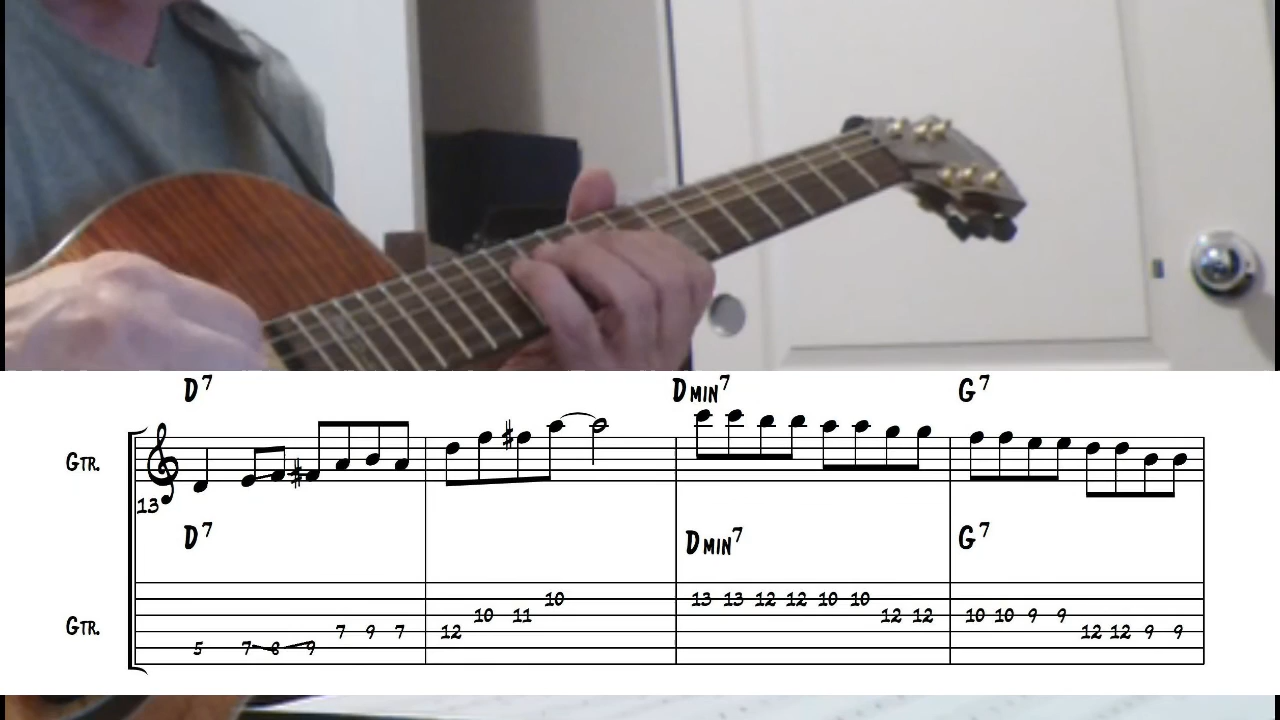 D7 Dmin7 G7
Gtr.
13
D7 Dmin7 G7
10 13 13 12 12 10 10
10 11 12 12 10 10 9 9
Gtr. 7 9 7 12 12 12 9 9
5 7 8 9